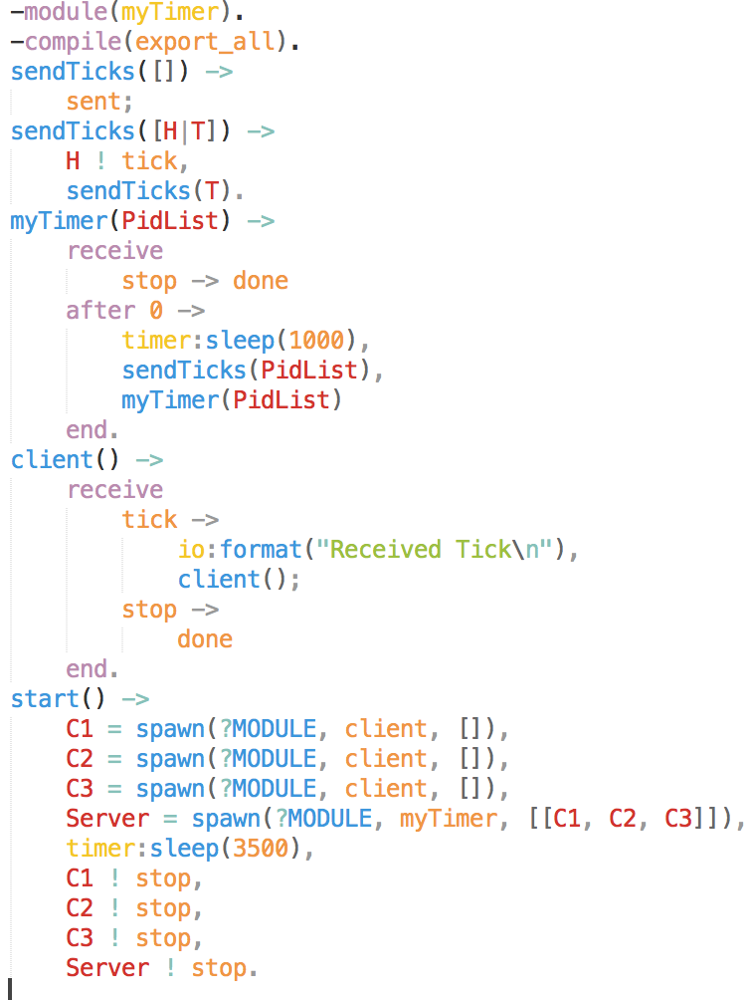 -module(myTimer).
-compile(export_all).
sendTicks([]) ->
    sent;
sendTicks([H|T]) ->
    H ! tick,
    sendTicks(T).
myTimer(PidList) ->
    receive
        stop -> done
    after 0 ->
        timer:sleep(1000),
        sendTicks(PidList),
        myTimer(PidList)
    end.
client() ->
    receive
        tick ->
            io:format("Received Tick\n"),
            client();
        stop ->
            done
    end.
start() ->
    C1 = spawn(?MODULE, client, []),
    C2 = spawn(?MODULE, client, []),
    C3 = spawn(?MODULE, client, []),
    Server = spawn(?MODULE, myTimer, [[C1, C2, C3]]),
    timer:sleep(3500),
    C1 ! stop,
    C2 ! stop,
    C3 ! stop,
    Server ! stop.